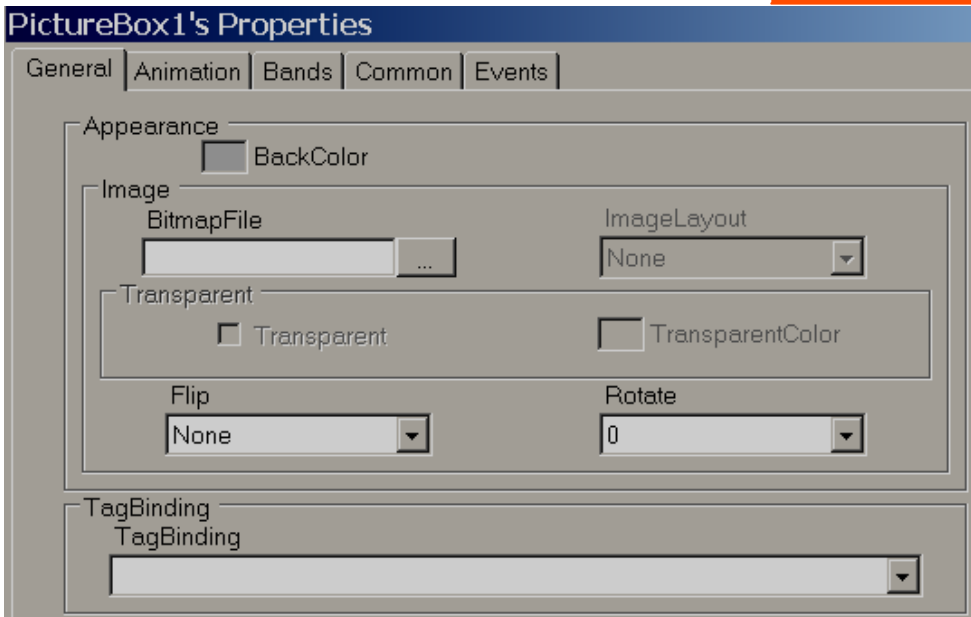 PictureBox1's Properties
General Animation Bands Common Events
Appearance
BackColor
Image
BitmapFile ImageLayout
... None
Transparent
Transparent TransparentColor
Flip Rotate
None 0
TagBinding
TagBinding